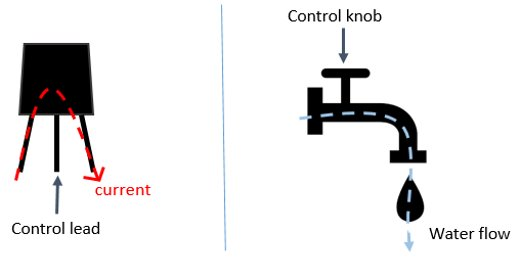 Control knob
current
Control lead
Water flow